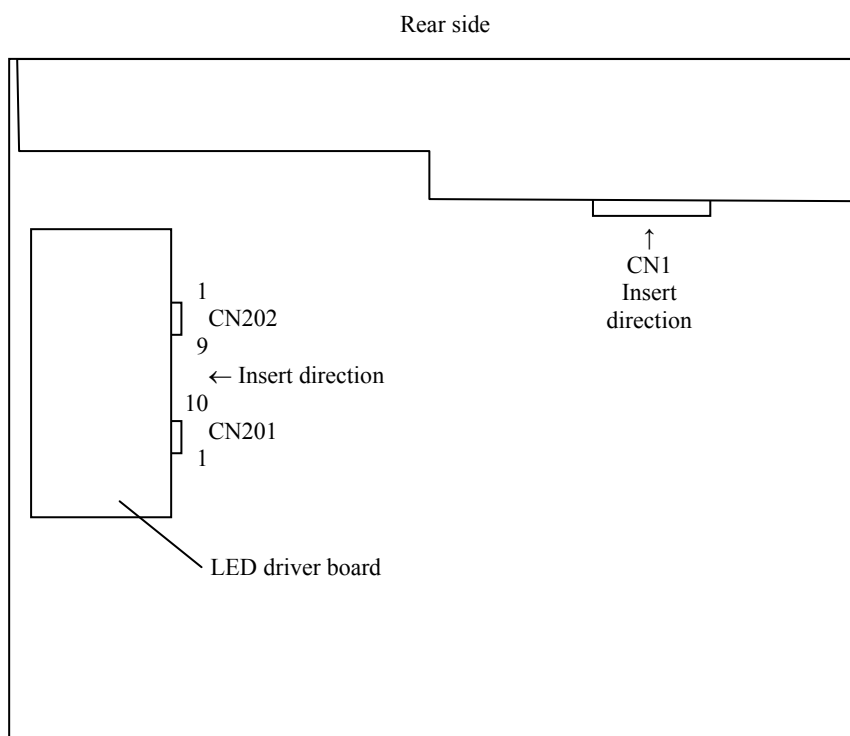 Rear side
↑
CN1
Insert
direction
1
CN202
9
← Insert direction
10
CN201
1
LED driver board